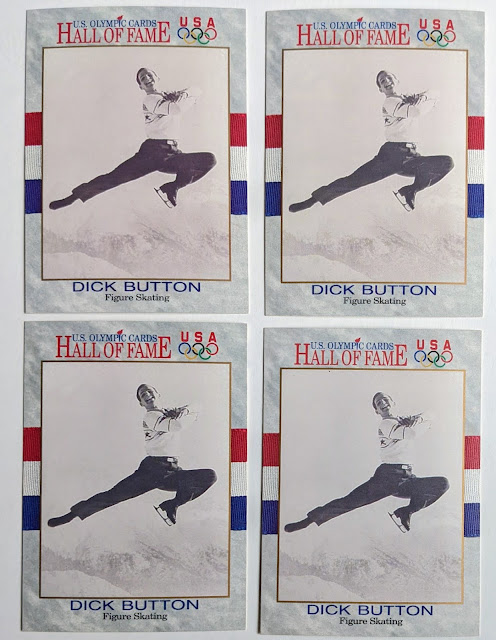 U.S. OLYMPIC CARDS
HALL OF FAME
USA
DICK BUTTON
Figure Skating
U.S. OLYMPIC CARDS
HALL OF FAME
USA
DICK BUTTON
Figure Skating
U.S. OLYMPIC CARDS
HALL OF FAME
USA
DICK BUTTON
Figure Skating
U.S. OLYMPIC CARDS
HALL OF FAME
USA
DICK BUTTON
Figure Skating